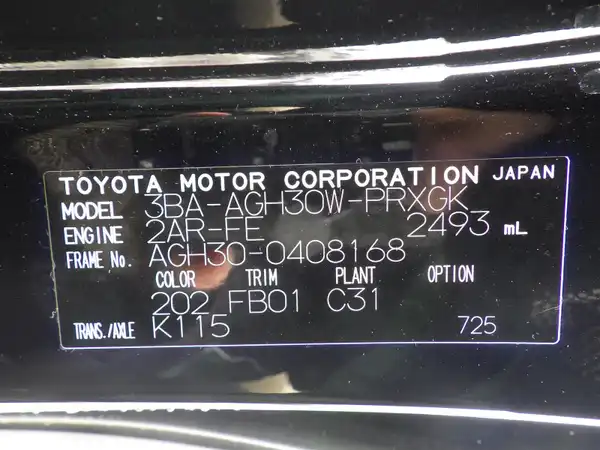 TOYOTA MOTOR CORPORATION JAPAN
MODEL 3BA-AGH30W-PRXGK
ENGINE 2AR-FE 2493 mL
FRAME No. AGH30-0408168
COLOR TRIM PLANT OPTION
202 FB01 C31
TRANS./AXLE K115 725